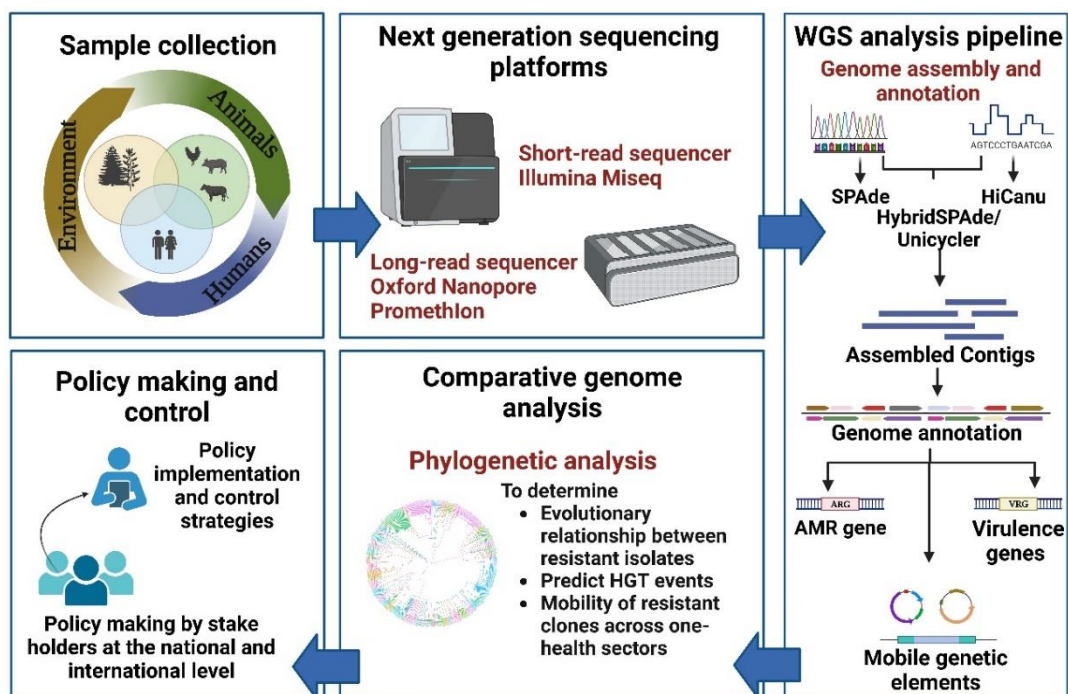 Sample collection
Environment
Animals
Humans
Next generation sequencing
platforms
Short-read sequencer
Illumina Miseq
Long-read sequencer
Oxford Nanopore
PromethIon
WGS analysis pipeline
Genome assembly and
annotation
AGTCCCTGAATCGA
SPAde
HiCanu
HybridSPAde/
Unicycler
Assembled Contigs
Genome annotation
ARG
VRG
AMR gene
Virulence
genes
Mobile genetic
elements
Comparative genome
analysis
Phylogenetic analysis
To determine
• Evolutionary
relationship between
resistant isolates
• Predict HGT events
• Mobility of resistant
clones across one-
health sectors
Policy making and
control
Policy
implementation
and control
strategies
Policy making by stake
holders at the national and
international level